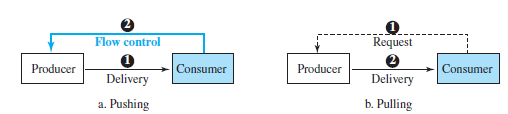 2
Flow control
1
Producer
Consumer
Delivery
a. Pushing
1
Request
2
Producer
Consumer
Delivery
b. Pulling